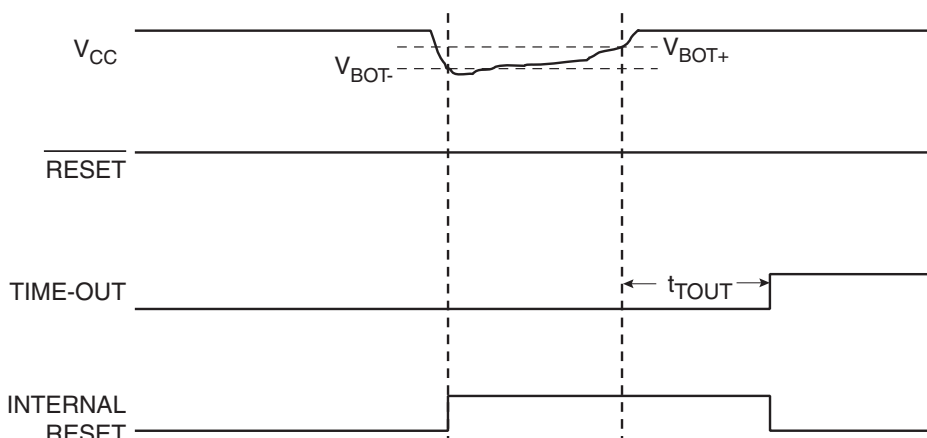 VCC
VBOT-
VBOT+
RESET
TIME-OUT
tTOUT
INTERNAL
RESET